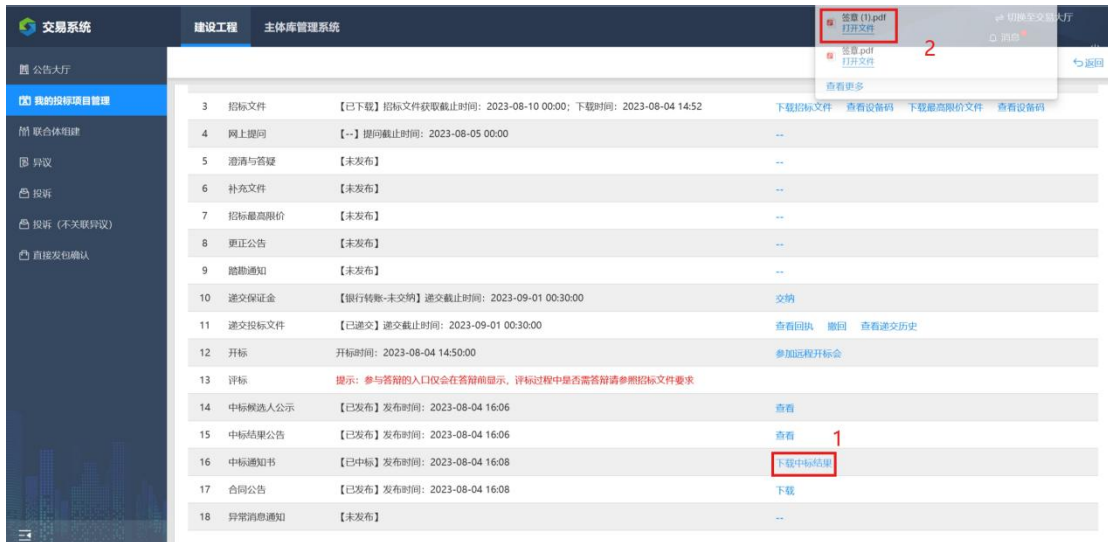 交易系统
建设工程 主体库管理系统
签章 (1).pdf
打开文件
2
签章.pdf
打开文件
查看更多
切换至交易大厅
消息
返回
公告大厅
我的投标项目管理
联合体组建
异议
投诉
投诉（不关联异议）
直接发包确认
3 招标文件 【已下载】招标文件获取截止时间：2023-08-10 00:00；下载时间：2023-08-04 14:52 下载招标文件 查看设备码 下载最高限价文件 查看设备码
4 网上提问 【--】提问截止时间：2023-08-05 00:00 --
5 澄清与答疑 【未发布】 --
6 补充文件 【未发布】 --
7 招标最高限价 【未发布】 --
8 更正公告 【未发布】 --
9 踏勘通知 【未发布】 --
10 递交保证金 【银行转账-未交纳】递交截止时间：2023-09-01 00:30:00 交纳
11 递交投标文件 【已递交】递交截止时间：2023-09-01 00:30:00 查看回执 撤回 查看递交历史
12 开标 开标时间：2023-08-04 14:50:00 参加远程开标会
13 评标 提示：参与答辩的入口仅会在答辩前显示，评标过程中是否需答辩请参照招标文件要求
14 中标候选人公示 【已发布】发布时间：2023-08-04 16:06 查看
15 中标结果公告 【已发布】发布时间：2023-08-04 16:06 查看
1
16 中标通知书 【已中标】发布时间：2023-08-04 16:08 下载中标结果
17 合同公告 【已发布】发布时间：2023-08-04 16:08 下载
18 异常消息通知 【未发布】 --